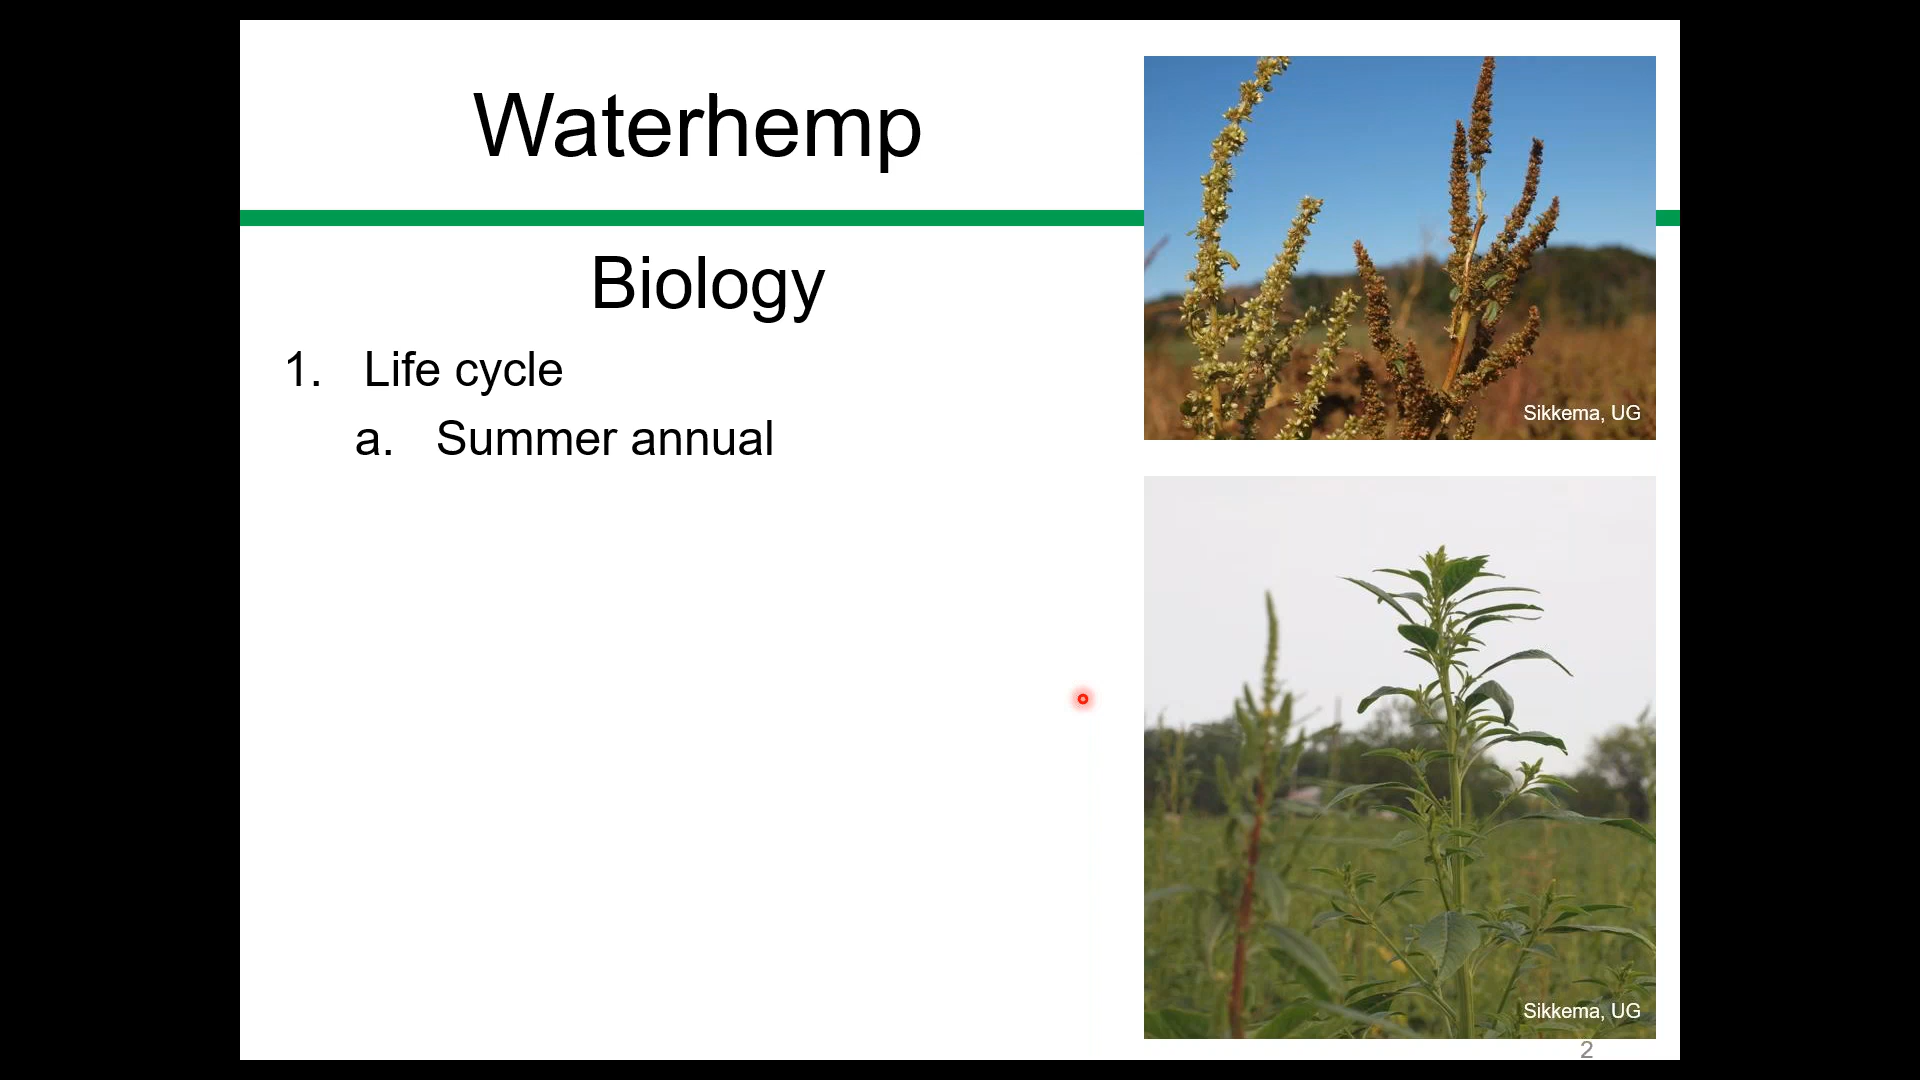 Waterhemp
Biology
1. Life cycle
a. Summer annual
Sikkema, UG
Sikkema, UG
2